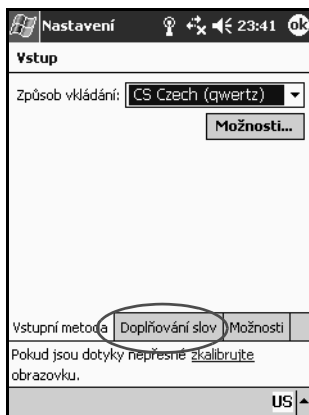 Nastavení 23:41 ok
Vstup
Způsob vkládání: CS Czech (qwertz)
Možnosti...
Vstupní metoda Doplňování slov Možnosti
Pokud jsou dotyky nepřesné zkalibrujte
obrazovku.
US